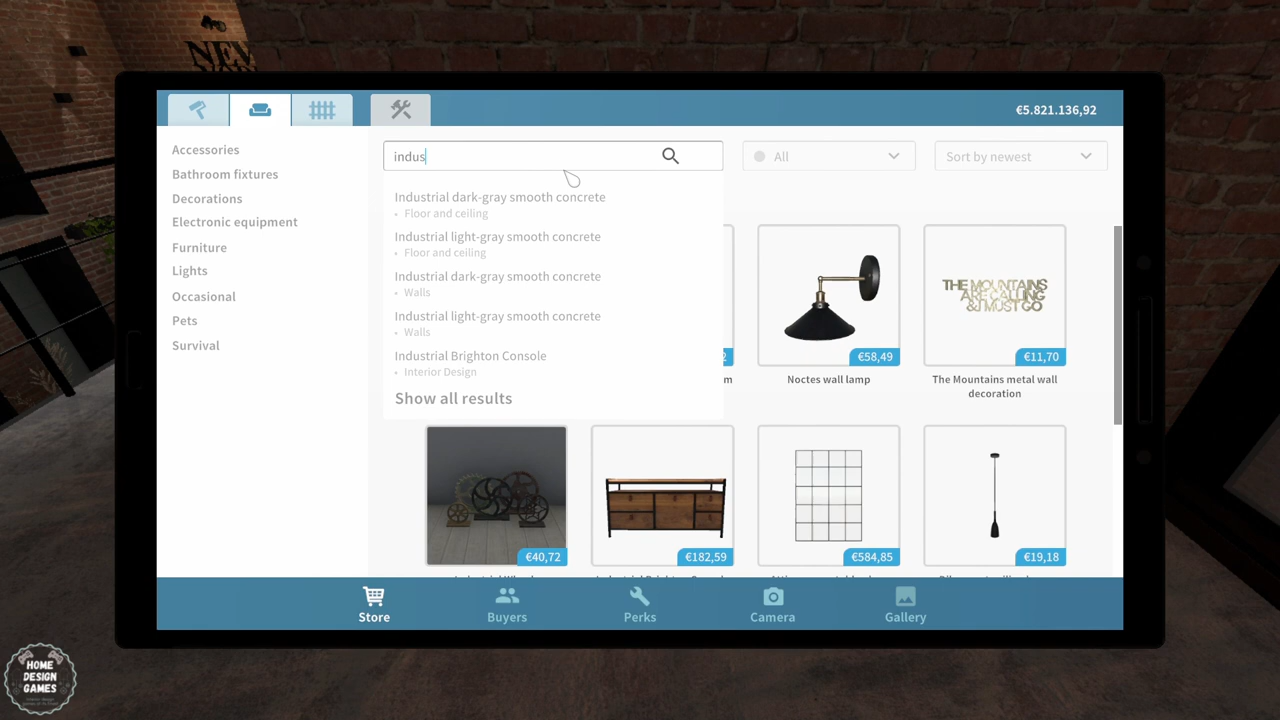 NEW
€5.821.136,92
Accessories
Bathroom fixtures
Decorations
Electronic equipment
Furniture
Lights
Occasional
Pets
Survival
indus
All
Sort by newest
Industrial dark-gray smooth concrete
• Floor and ceiling
Industrial light-gray smooth concrete
• Floor and ceiling
Industrial dark-gray smooth concrete
• Walls
Industrial light-gray smooth concrete
• Walls
Industrial Brighton Console
• Interior Design
Show all results
2
m
€58,49
Noctes wall lamp
THE MOUNTAINS
ARE CALLING
& I MUST GO
€11,70
The Mountains metal wall
decoration
€40,72
€182,59
€584,85
€19,18
Store
Buyers
Perks
Camera
Gallery
HOME
DESIGN
GAMES